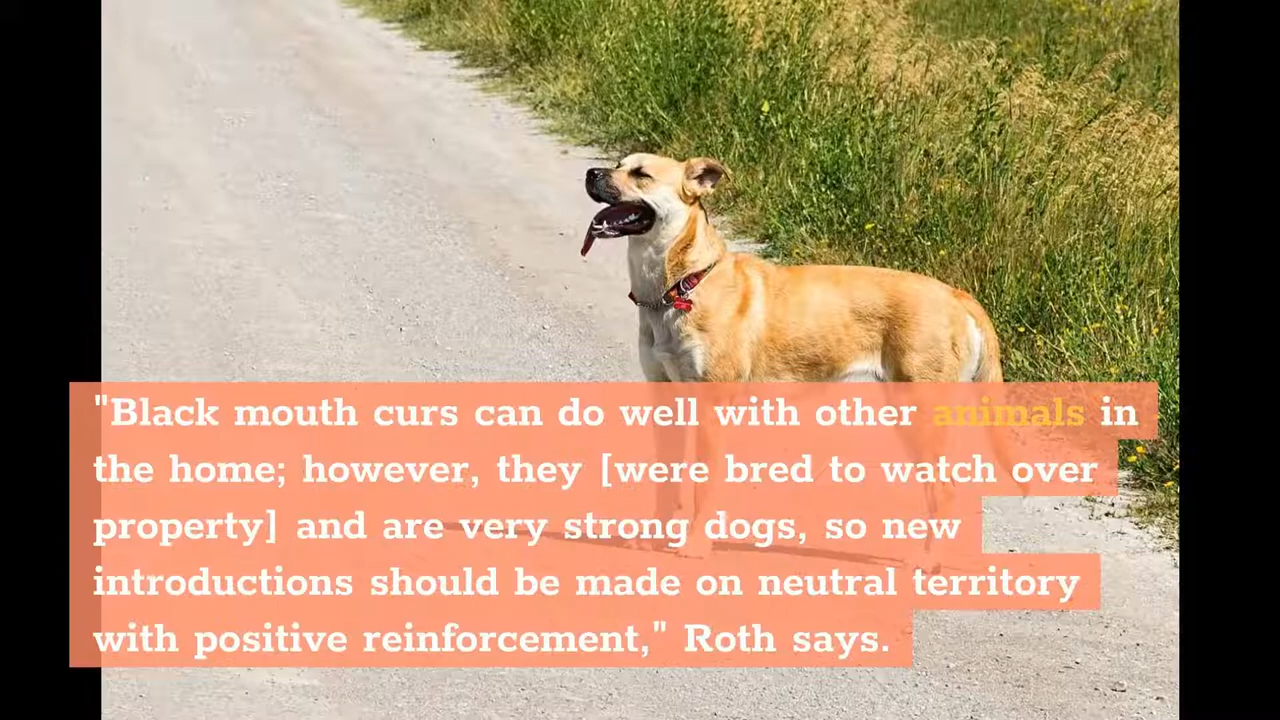 "Black mouth curs can do well with other animals in
the home; however, they [were bred to watch over
property] and are very strong dogs, so new
introductions should be made on neutral territory
with positive reinforcement," Roth says.